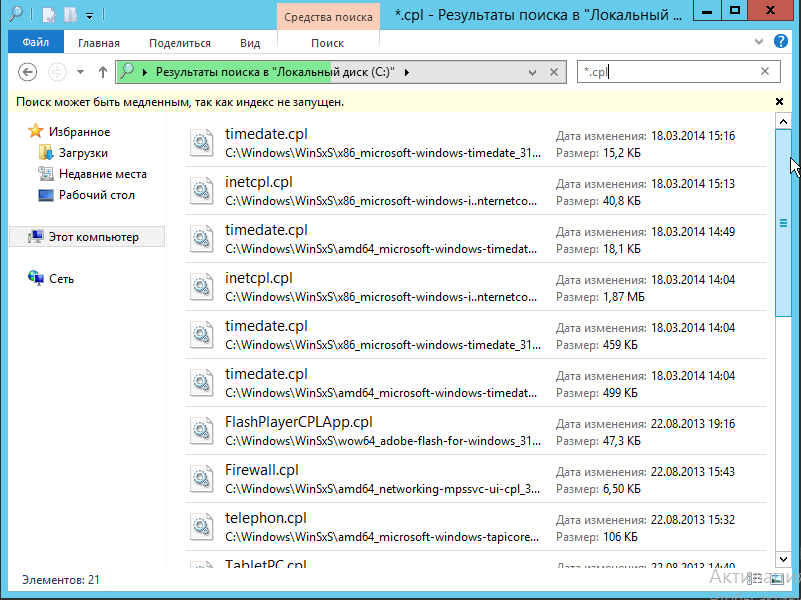 Средства поиска
*.cpl - Результаты поиска в "Локальный ...
Файл
Главная
Поделиться
Вид
Поиск
Результаты поиска в "Локальный диск (C:)"
*.cpl
Поиск может быть медленным, так как индекс не запущен.
Избранное
Загрузки
Недавние места
Рабочий стол
Этот компьютер
Сеть
timedate.cpl
C:\Windows\WinSxS\x86_microsoft-windows-timedate_31...
Дата изменения: 18.03.2014 15:16
Размер: 15,2 КБ
inetcpl.cpl
C:\Windows\WinSxS\x86_microsoft-windows-i..nternetco...
Дата изменения: 18.03.2014 15:13
Размер: 40,8 КБ
timedate.cpl
C:\Windows\WinSxS\amd64_microsoft-windows-timedat...
Дата изменения: 18.03.2014 14:49
Размер: 18,1 КБ
inetcpl.cpl
C:\Windows\WinSxS\x86_microsoft-windows-i..nternetco...
Дата изменения: 18.03.2014 14:04
Размер: 1,87 МБ
timedate.cpl
C:\Windows\WinSxS\x86_microsoft-windows-timedate_31...
Дата изменения: 18.03.2014 14:04
Размер: 459 КБ
timedate.cpl
C:\Windows\WinSxS\amd64_microsoft-windows-timedat...
Дата изменения: 18.03.2014 14:04
Размер: 499 КБ
FlashPlayerCPLApp.cpl
C:\Windows\WinSxS\wow64_adobe-flash-for-windows_31...
Дата изменения: 22.08.2013 19:16
Размер: 47,3 КБ
Firewall.cpl
C:\Windows\WinSxS\amd64_networking-mpssvc-ui-cpl_3...
Дата изменения: 22.08.2013 15:43
Размер: 6,50 КБ
telephon.cpl
C:\Windows\WinSxS\amd64_microsoft-windows-tapicore...
Дата изменения: 22.08.2013 15:32
Размер: 106 КБ
TabletPC.cpl
Дата изменения: 22.08.2013 14:40
Элементов: 21